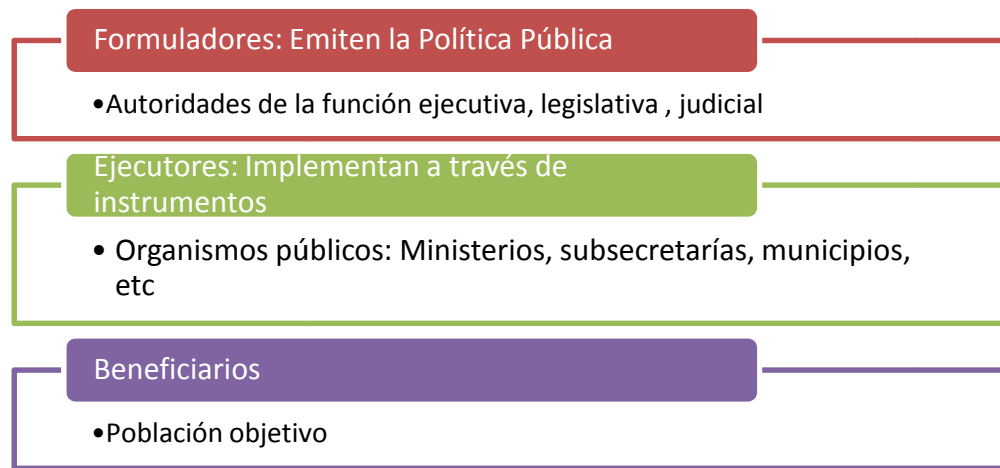 Formuladores: Emiten la Política Pública
•Autoridades de la función ejecutiva, legislativa , judicial
Ejecutores: Implementan a través de
instrumentos
• Organismos públicos: Ministerios, subsecretarías, municipios,
etc
Beneficiarios
•Población objetivo